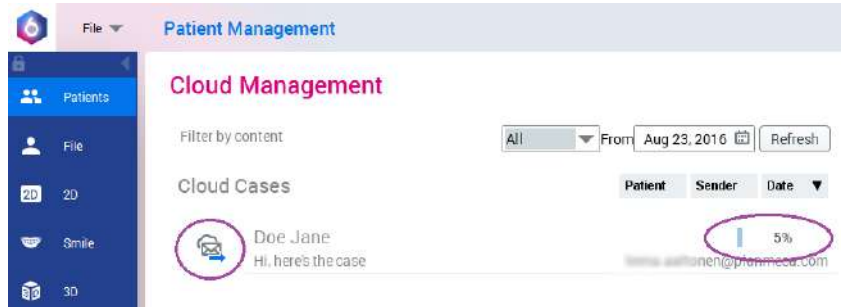 6 File Patient Management
Patients
Cloud Management
File
Filter by content All From Aug 23, 2016 Refresh
2D 2D
Cloud Cases Patient Sender Date
Smile
Doe Jane 5%
Hi, here's the case @planmeca.com
3D